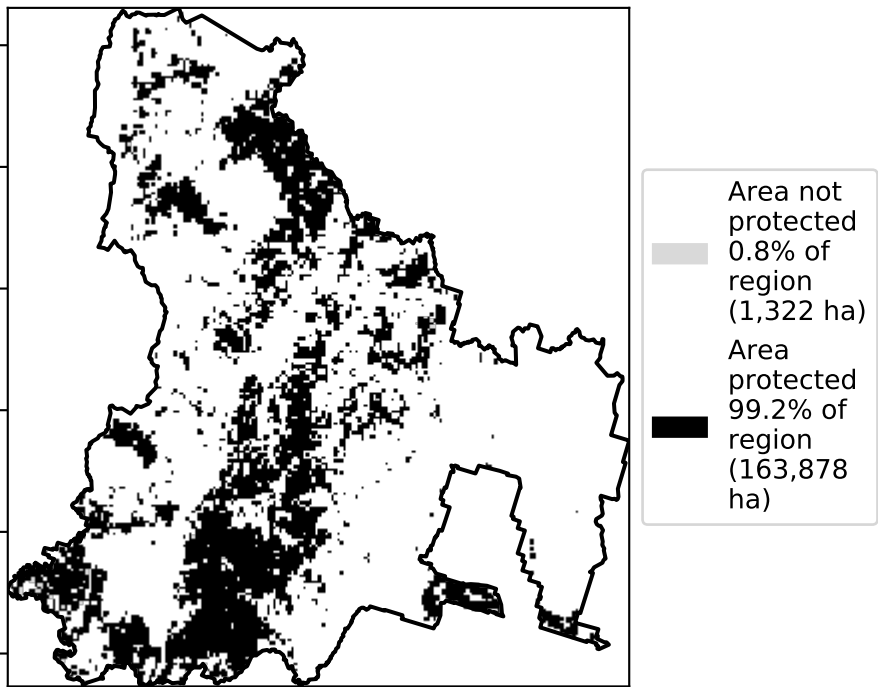 Area not
protected
0.8% of
region
(1,322 ha)
Area
protected
99.2% of
region
(163,878
ha)